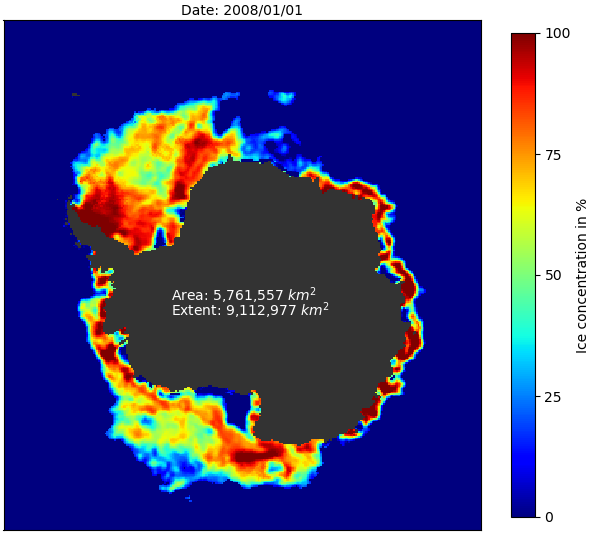 Date: 2008/01/01
100
75
50
25
0
Ice concentration in %
Area: 5,761,557 km²
Extent: 9,112,977 km²